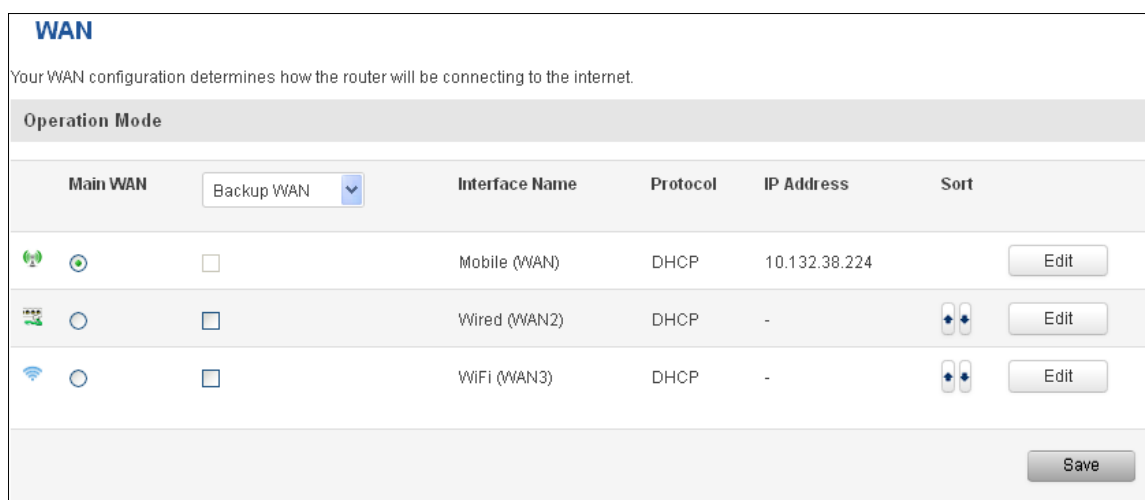 WAN
Your WAN configuration determines how the router will be connecting to the internet.
Operation Mode
Main WAN Backup WAN Interface Name Protocol IP Address Sort
Mobile (WAN) DHCP 10.132.38.224 Edit
Wired (WAN2) DHCP - Edit
WiFi (WAN3) DHCP - Edit
Save